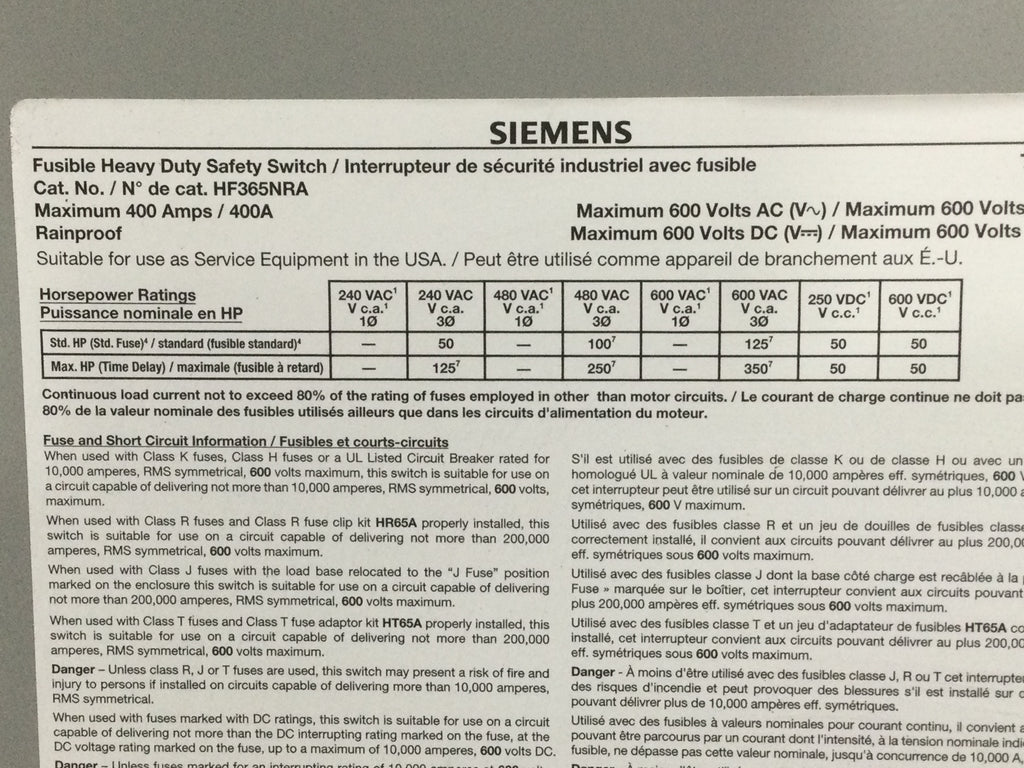 SIEMENS
Fusible Heavy Duty Safety Switch / Interrupteur de sécurité industriel avec fusible
Cat. No. / N° de cat. HF365NRA
Maximum 400 Amps / 400A
Maximum 600 Volts AC (V∿) / Maximum 600 Volts
Rainproof
Maximum 600 Volts DC (V⎓) / Maximum 600 Volts
Suitable for use as Service Equipment in the USA. / Peut être utilisé comme appareil de branchement aux É.-U.
Horsepower Ratings
Puissance nominale en HP
240 VAC¹ V c.a.¹ 1Ø
240 VAC V c.a. 3Ø
480 VAC¹ V c.a.¹ 1Ø
480 VAC V c.a. 3Ø
600 VAC¹ V c.a.¹ 1Ø
600 VAC V c.a. 3Ø
250 VDC¹ V c.c.¹
600 VDC¹ V c.c.¹
Std. HP (Std. Fuse)⁴ / standard (fusible standard)⁴ — 50 — 100⁷ — 125⁷ 50 50
Max. HP (Time Delay) / maximale (fusible à retard) — 125⁷ — 250⁷ — 350⁷ 50 50
Continuous load current not to exceed 80% of the rating of fuses employed in other than motor circuits. / Le courant de charge continue ne doit pa
80% de la valeur nominale des fusibles utilisés ailleurs que dans les circuits d'alimentation du moteur.
Fuse and Short Circuit Information / Fusibles et courts-circuits
When used with Class K fuses, Class H fuses or a UL Listed Circuit Breaker rated for
10,000 amperes, RMS symmetrical, 600 volts maximum, this switch is suitable for use on
a circuit capable of delivering not more than 10,000 amperes, RMS symmetrical, 600 volts,
maximum.
When used with Class R fuses and Class R fuse clip kit HR65A properly installed, this
switch is suitable for use on a circuit capable of delivering not more than 200,000
amperes, RMS symmetrical, 600 volts maximum.
When used with Class J fuses with the load base relocated to the "J Fuse" position
marked on the enclosure this switch is suitable for use on a circuit capable of delivering
not more than 200,000 amperes, RMS symmetrical, 600 volts maximum.
When used with Class T fuses and Class T fuse adaptor kit HT65A properly installed, this
switch is suitable for use on a circuit capable of delivering not more than 200,000
amperes, RMS symmetrical, 600 volts maximum.
Danger – Unless class R, J or T fuses are used, this switch may present a risk of fire and
injury to persons if installed on circuits capable of delivering more than 10,000 amperes,
RMS symmetrical.
When used with fuses marked with DC ratings, this switch is suitable for use on a circuit
capable of delivering not more than the DC interrupting rating marked on the fuse, at the
DC voltage rating marked on the fuse, up to a maximum of 10,000 amperes, 600 volts DC.
Danger – Unless fuses marked for an interrupting rating of 10,000 amperes
S'il est utilisé avec des fusibles de classe K ou de classe H ou avec un
homologué UL à valeur nominale de 10,000 ampères eff. symétriques, 600 V
cet interrupteur peut être utilisé sur un circuit pouvant délivrer au plus 10,000 a
symétriques, 600 V maximum.
Utilisé avec des fusibles classe R et un jeu de douilles de fusibles classe
correctement installé, il convient aux circuits pouvant délivrer au plus 200,00
eff. symétriques sous 600 volts maximum.
Utilisé avec des fusibles classe J dont la base côté charge est recâblée à la p
Fuse » marquée sur le boîtier, cet interrupteur convient aux circuits pouvant
plus 200,000 ampères eff. symétriques sous 600 volts maximum.
Utilisé avec des fusibles classe T et un jeu d'adaptateur de fusibles HT65A co
installé, cet interrupteur convient aux circuits pouvant délivrer au plus 200,00
eff. symétriques sous 600 volts maximum.
Danger - À moins d'être utilisé avec des fusibles classe J, R ou T cet interrupte
des risques d'incendie et peut provoquer des blessures s'il est installé sur c
pouvant délivrer plus de 10,000 ampères eff. symétriques.
Utilisé avec des fusibles à valeurs nominales pour courant continu, il convient a
pouvant être parcourus par un courant dont l'intensité, à la tension nominale indi
fusible, ne dépasse pas cette valeur nominale, jusqu'à concurrence de 10,000 A,